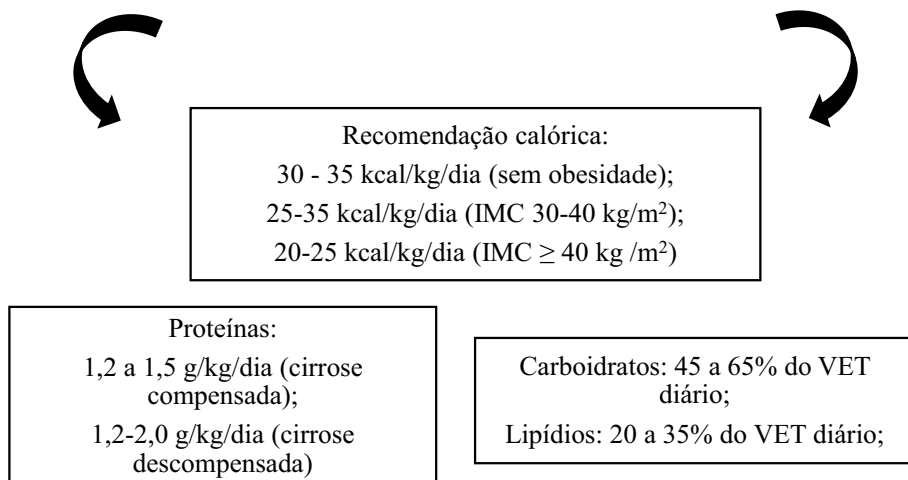 Recomendação calórica:
30 - 35 kcal/kg/dia (sem obesidade);
25-35 kcal/kg/dia (IMC 30-40 kg/m²);
20-25 kcal/kg/dia (IMC ≥ 40 kg /m²)
Proteínas:
1,2 a 1,5 g/kg/dia (cirrose
compensada);
1,2-2,0 g/kg/dia (cirrose
descompensada)
Carboidratos: 45 a 65% do VET
diário;
Lipídios: 20 a 35% do VET diário;